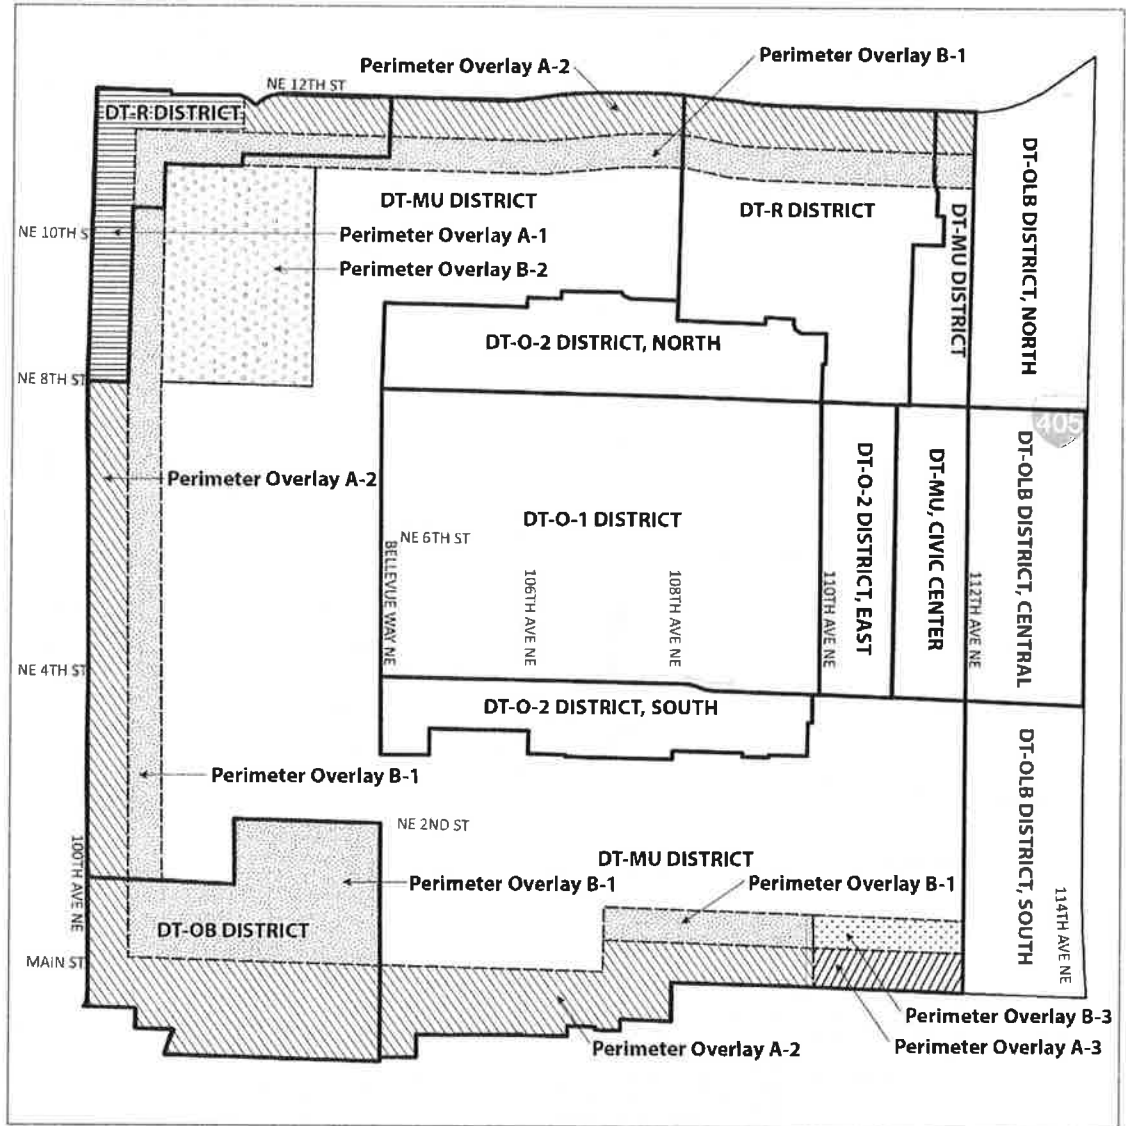 Perimeter Overlay B-1
Perimeter Overlay A-2
NE 12TH ST
DT-R DISTRICT
DT-OLB DISTRICT, NORTH
DT-MU DISTRICT
DT-R DISTRICT
DT-MU DISTRICT
NE 10TH S
Perimeter Overlay A-1
Perimeter Overlay B-2
DT-O-2 DISTRICT, NORTH
NE 8TH ST
405
Perimeter Overlay A-2
DT-O-2 DISTRICT, EAST
DT-MU, CIVIC CENTER
DT-OLB DISTRICT, CENTRAL
DT-O-1 DISTRICT
NE 6TH ST
BELLEVUE WAY NE
106TH AVE NE
108TH AVE NE
110TH AVE NE
112TH AVE NE
NE 4TH ST
DT-O-2 DISTRICT, SOUTH
DT-OLB DISTRICT, SOUTH
Perimeter Overlay B-1
NE 2ND ST
100TH AVE NE
DT-MU DISTRICT
Perimeter Overlay B-1
Perimeter Overlay B-1
114TH AVE NE
DT-OB DISTRICT
MAIN ST
Perimeter Overlay B-3
Perimeter Overlay A-2
Perimeter Overlay A-3